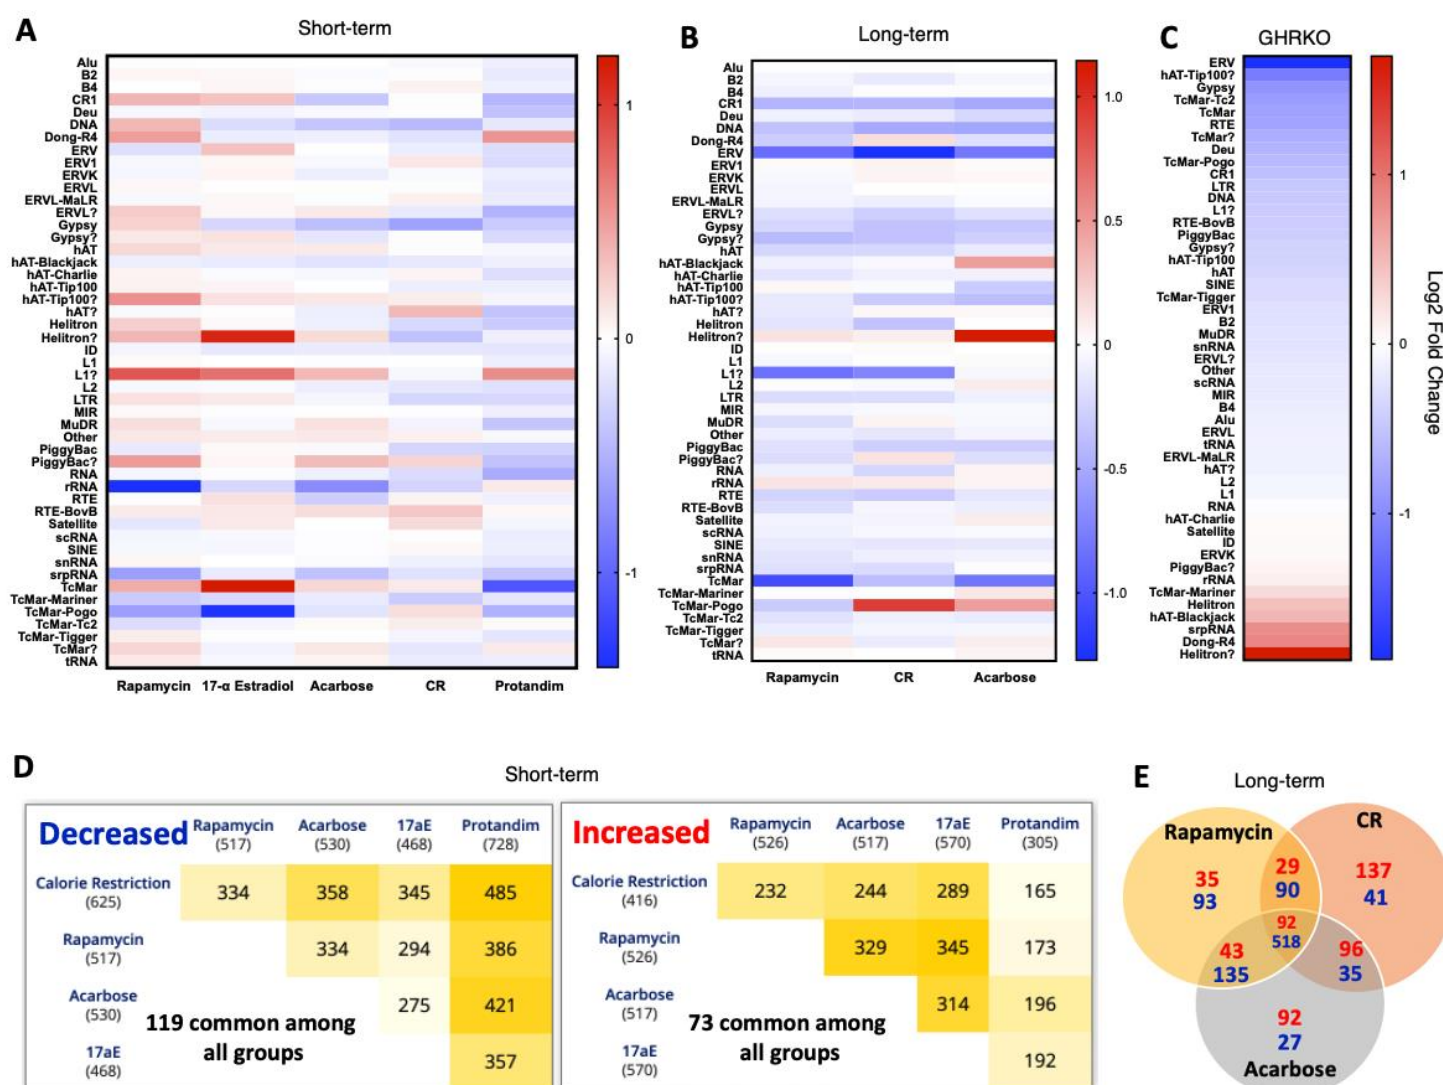 A
Short-term
Alu
B2
B4
CR1
Deu
DNA
Dong-R4
ERV
ERV1
ERVK
ERVL
ERVL-MaLR
ERVL?
Gypsy
Gypsy?
hAT
hAT-Blackjack
hAT-Charlie
hAT-Tip100
hAT-Tip100?
hAT?
Helitron
Helitron?
ID
L1
L1?
L2
LTR
MIR
MuDR
Other
PiggyBac
PiggyBac?
RNA
rRNA
RTE
RTE-BovB
Satellite
scRNA
SINE
snRNA
srpRNA
TcMar
TcMar-Mariner
TcMar-Pogo
TcMar-Tc2
TcMar-Tigger
TcMar?
tRNA
Rapamycin 17-α Estradiol Acarbose CR Protandim
1
0
-1
B
Long-term
Alu
B2
B4
CR1
Deu
DNA
Dong-R4
ERV
ERV1
ERVK
ERVL
ERVL-MaLR
ERVL?
Gypsy
Gypsy?
hAT
hAT-Blackjack
hAT-Charlie
hAT-Tip100
hAT-Tip100?
hAT?
Helitron
Helitron?
ID
L1
L1?
L2
LTR
MIR
MuDR
Other
PiggyBac
PiggyBac?
RNA
rRNA
RTE
RTE-BovB
Satellite
scRNA
SINE
snRNA
srpRNA
TcMar
TcMar-Mariner
TcMar-Pogo
TcMar-Tc2
TcMar-Tigger
TcMar?
tRNA
Rapamycin CR Acarbose
1.0
0.5
0
-0.5
-1.0
C
GHRKO
ERV
hAT-Tip100?
Gypsy
TcMar-Tc2
TcMar
RTE
TcMar?
Deu
TcMar-Pogo
CR1
LTR
DNA
L1?
RTE-BovB
PiggyBac
Gypsy?
hAT-Tip100
hAT
SINE
TcMar-Tigger
ERV1
B2
MuDR
snRNA
ERVL?
Other
scRNA
MIR
B4
Alu
ERVL
tRNA
ERVL-MaLR
hAT?
L2
L1
RNA
hAT-Charlie
Satellite
ID
ERVK
PiggyBac?
rRNA
TcMar-Mariner
Helitron
hAT-Blackjack
srpRNA
Dong-R4
Helitron?
1
0
-1
Log2 Fold Change
D
Short-term
Decreased Rapamycin Acarbose 17aE Protandim
(517) (530) (468) (728)
Calorie Restriction
(625)
334 358 345 485
Rapamycin
(517)
334 294 386
Acarbose
(530)
275 421
17aE
(468)
357
119 common among
all groups
Increased Rapamycin Acarbose 17aE Protandim
(526) (517) (570) (305)
Calorie Restriction
(416)
232 244 289 165
Rapamycin
(526)
329 345 173
Acarbose
(517)
314 196
17aE
(570)
192
73 common among
all groups
E
Long-term
Rapamycin
CR
35
93
29
90
137
41
92
518
43
135
96
35
92
27
Acarbose